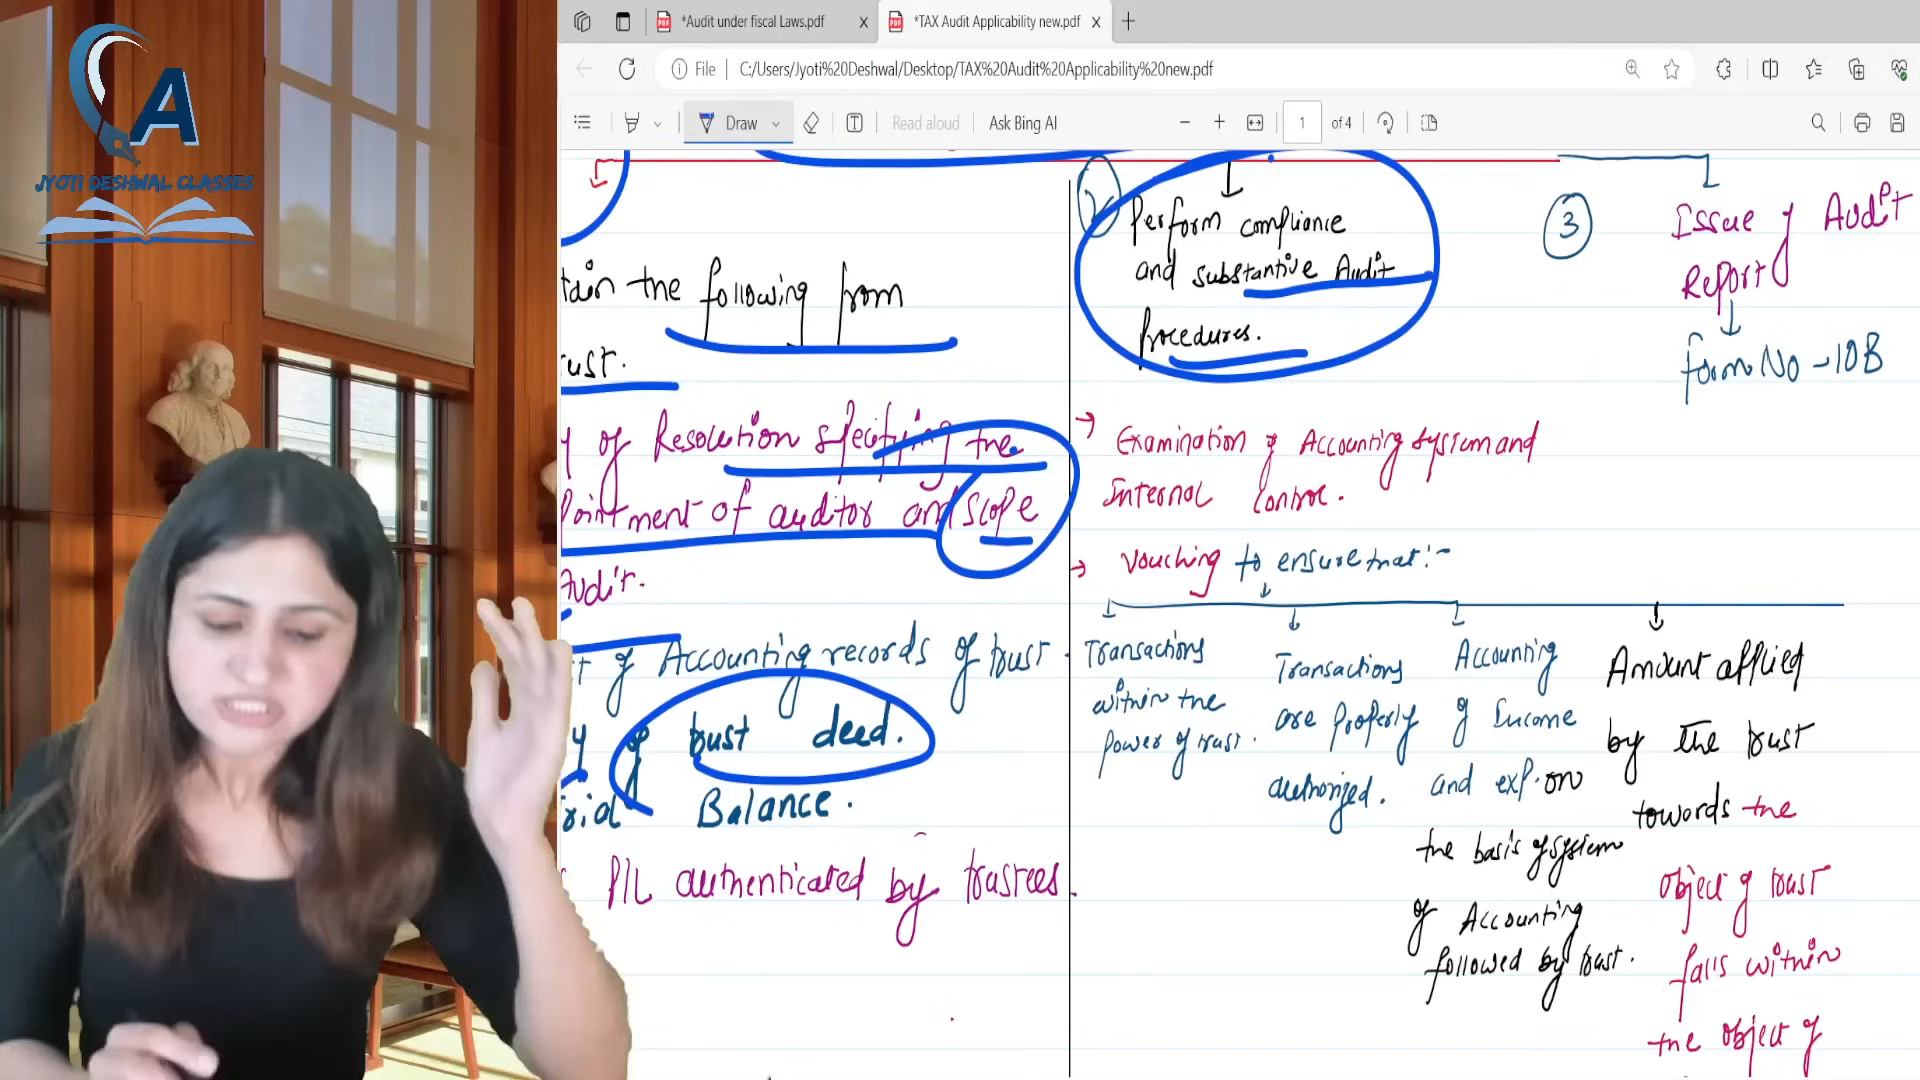 A
JYOTI DESHWAL CLASSES
*Audit under fiscal Laws.pdf
*TAX Audit Applicability new.pdf
File
C:/Users/Jyoti%20Deshwal/Desktop/TAX%20Audit%20Applicability%20new.pdf
Draw
Read aloud
Ask Bing AI
1 of 4
tain the following from
ust.
y of Resolution specifying the
pointment of auditor and scope
Audit.
t of Accounting records of trust.
y of trust deed.
rial Balance.
P/L authenticated by trustees.
2
Perform complience
and substantive Audit
Procedures.
→ Examination of Accounting system and
Internal control.
→ Vouching to ensure that:-
Transactions
within the
power of trust.
Transactions
are properly
authorized.
Accounting
of Income
and exp. on
the basis of system
of Accounting
followed by trust.
Amount applied
by the trust
towords the
object of trust
falls within
the object of
3
Issue of Audit
Report
form No - 10B